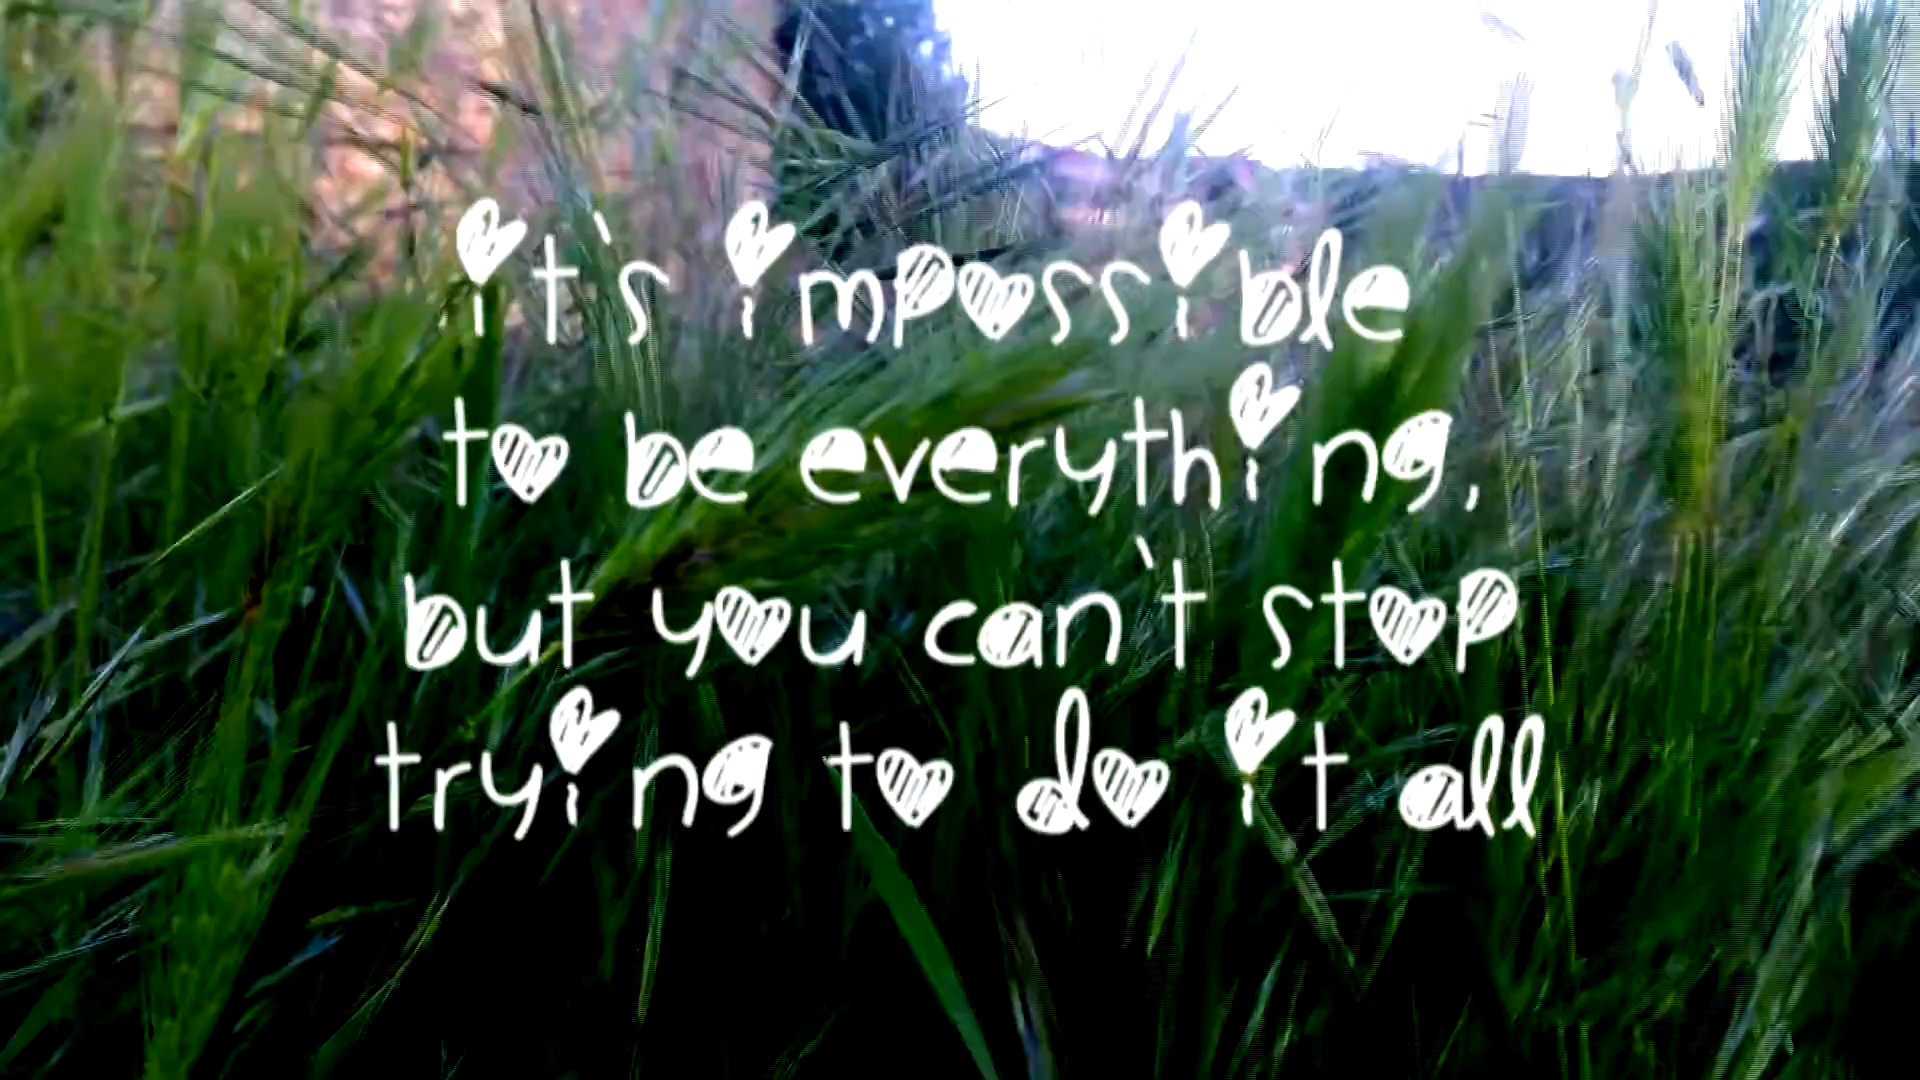 it's impossible
to be everything,
but you can't stop
trying to do it all